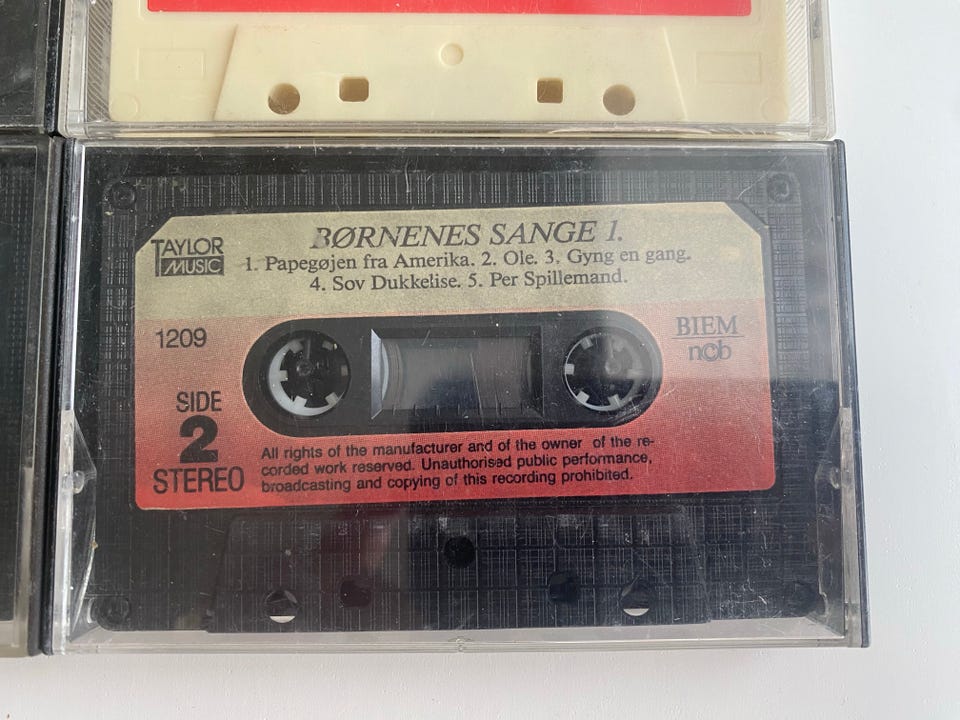 BØRNENES SANGE 1.
TAYLOR
MUSIC
1. Papegøjen fra Amerika. 2. Ole. 3. Gyng en gang.
4. Sov Dukkelise. 5. Per Spillemand.
1209
BIEM
ncb
SIDE
2
STEREO
All rights of the manufacturer and of the owner of the re-
corded work reserved. Unauthorised public performance,
broadcasting and copying of this recording prohibited.